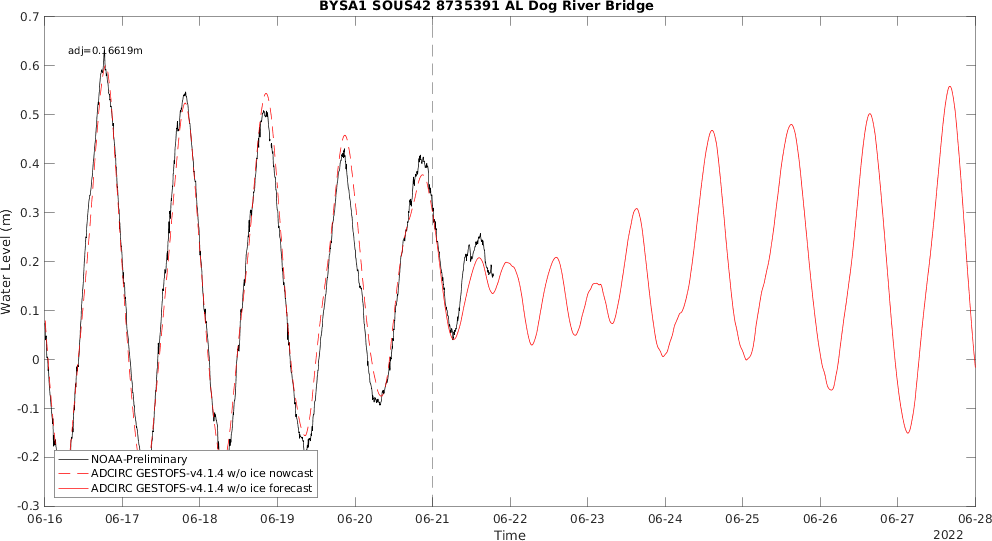 BYSA1 SOUS42 8735391 AL Dog River Bridge
adj=0.16619m
Water Level (m)
0.7
0.6
0.5
0.4
0.3
0.2
0.1
0
-0.1
-0.2
-0.3
NOAA-Preliminary
ADCIRC GESTOFS-v4.1.4 w/o ice nowcast
ADCIRC GESTOFS-v4.1.4 w/o ice forecast
06-16 06-17 06-18 06-19 06-20 06-21 06-22 06-23 06-24 06-25 06-26 06-27 06-28
Time
2022